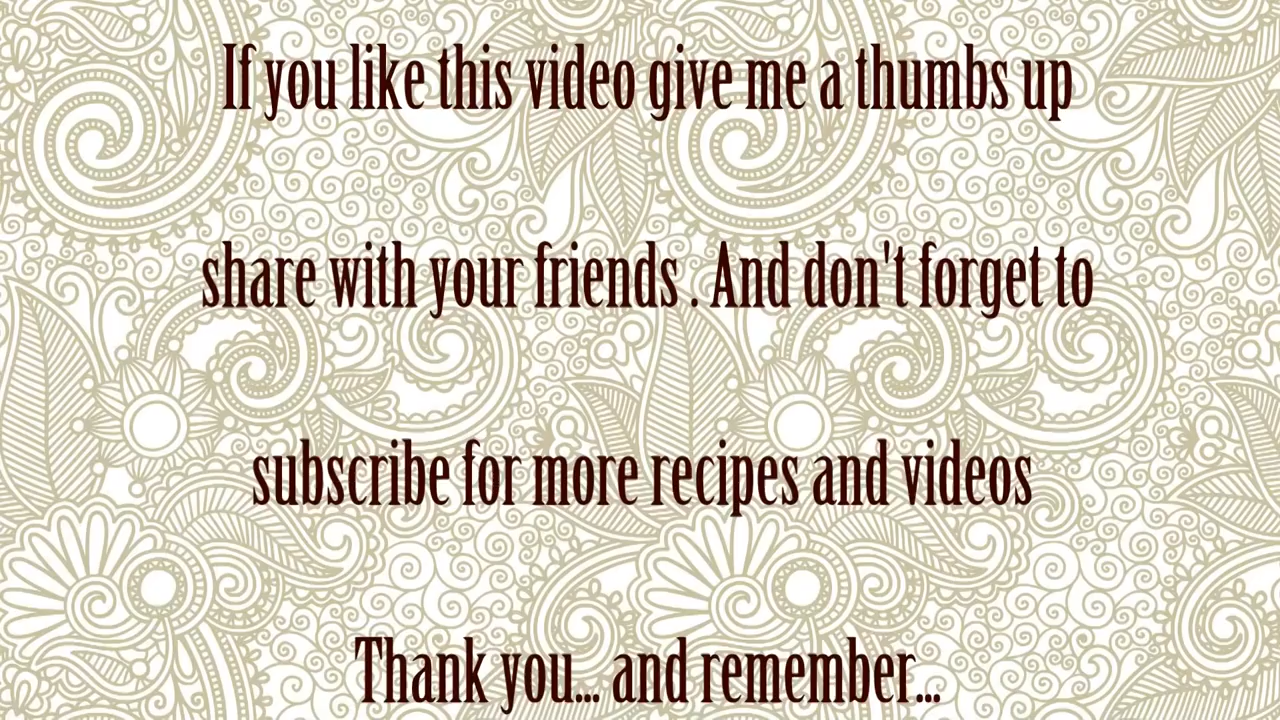 If you like this video give me a thumbs up
share with your friends . And don't forget to
subscribe for more recipes and videos
Thank you... and remember...